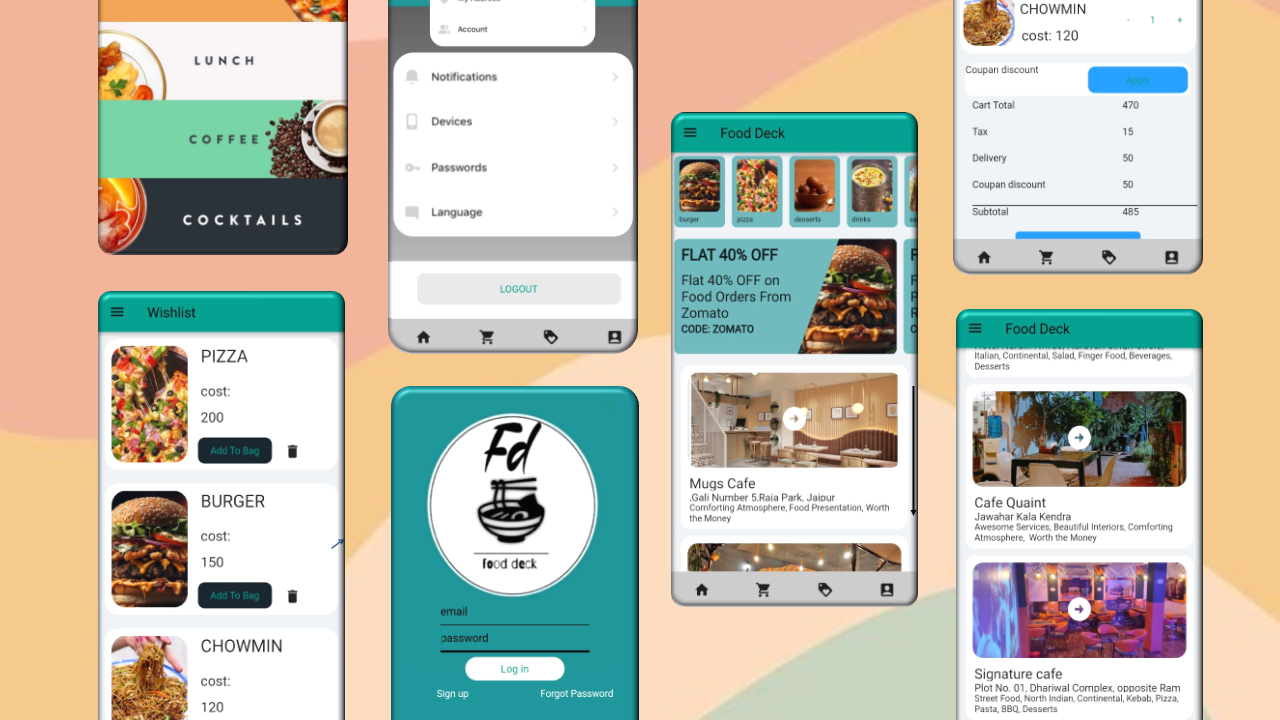 LUNCH
COFFEE
COCKTAILS
Wishlist
PIZZA
cost:
200
Add To Bag
BURGER
cost:
150
Add To Bag
CHOWMIN
cost:
120
Account
Notifications
Devices
Passwords
Language
LOGOUT
Fd
food deck
email
password
Log in
Sign up
Forgot Password
Food Deck
burger
pizza
desserts
drinks
FLAT 40% OFF
Flat 40% OFF on
Food Orders From
Zomato
CODE: ZOMATO
Mugs Cafe
,Gali Number 5,Raja Park, Jaipur
Comforting Atmosphere, Food Presentation, Worth
the Money
CHOWMIN
- 1 +
cost: 120
Coupan discount
Apply
Cart Total 470
Tax 15
Delivery 50
Coupan discount 50
Subtotal 485
Food Deck
Italian, Continental, Salad, Finger Food, Beverages,
Desserts
Cafe Quaint
Jawahar Kala Kendra
Awesome Services, Beautiful Interiors, Comforting
Atmosphere, Worth the Money
Signature cafe
Plot No. 01, Dhariwal Complex, opposite Ram
Street Food, North Indian, Continental, Kebab, Pizza,
Pasta, BBQ, Desserts